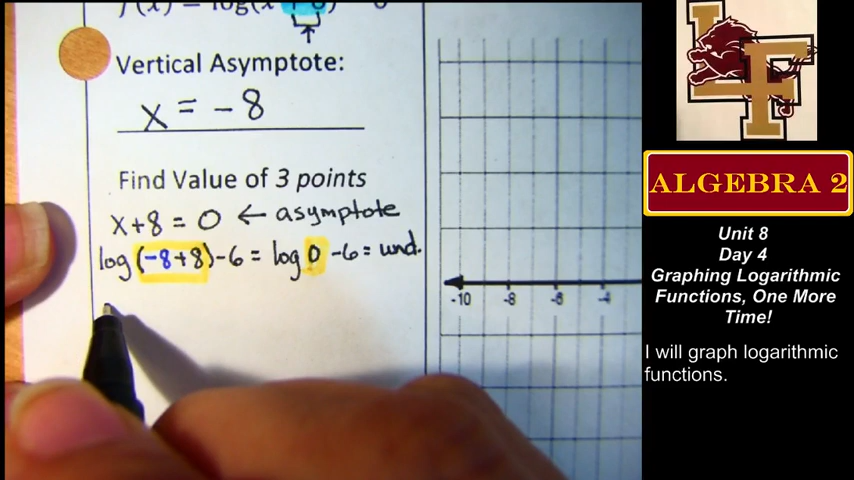 Vertical Asymptote:
x = -8
Find Value of 3 points
x+8 = 0 ← asymptote
log(-8+8)-6 = log 0 -6 = und.
-10 -8 -6 -4
LF
ALGEBRA 2
Unit 8
Day 4
Graphing Logarithmic
Functions, One More
Time!
I will graph logarithmic
functions.